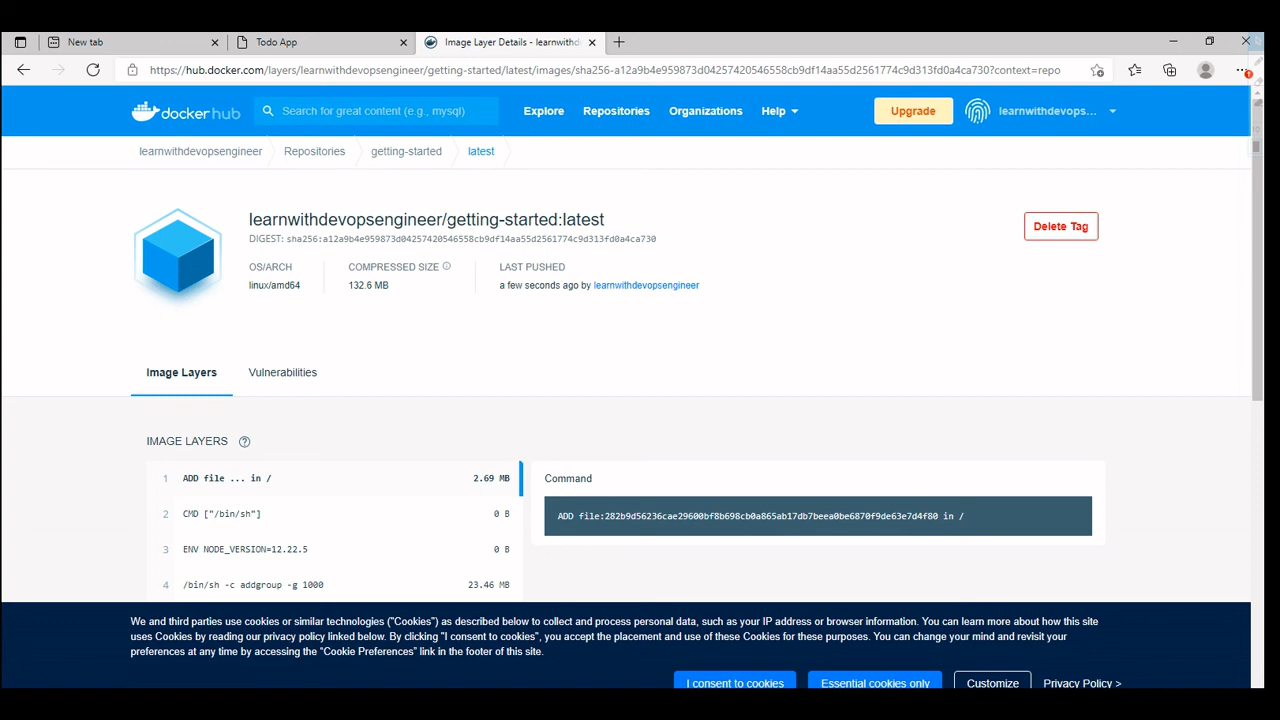 New tab
Todo App
Image Layer Details - learnwithd
https://hub.docker.com/layers/learnwithdevopsengineer/getting-started/latest/images/sha256-a12a9b4e959873d04257420546558cb9df14aa55d2561774c9d313fd0a4ca730?context=repo
docker hub
Search for great content (e.g., mysql)
Explore
Repositories
Organizations
Help
Upgrade
learnwithdevops...
learnwithdevopsengineer
Repositories
getting-started
latest
learnwithdevopsengineer/getting-started:latest
DIGEST: sha256:a12a9b4e959873d04257420546558cb9df14aa55d2561774c9d313fd0a4ca730
Delete Tag
OS/ARCH
COMPRESSED SIZE
LAST PUSHED
linux/amd64
132.6 MB
a few seconds ago by learnwithdevopsengineer
Image Layers
Vulnerabilities
IMAGE LAYERS
1 ADD file ... in / 2.69 MB
2 CMD ["/bin/sh"] 0 B
3 ENV NODE_VERSION=12.22.5 0 B
4 /bin/sh -c addgroup -g 1000 23.46 MB
Command
ADD file:282b9d56236cae29600bf8b698cb0a865ab17db7beea0be6870f9de63e7d4f80 in /
We and third parties use cookies or similar technologies ("Cookies") as described below to collect and process personal data, such as your IP address or browser information. You can learn more about how this
site uses Cookies by reading our privacy policy linked below. By clicking "I consent to cookies", you accept the placement and use of these Cookies for these purposes. You can change your mind and revisit your
preferences at any time by accessing the "Cookie Preferences" link in the footer of this site.
I consent to cookies
Essential cookies only
Customize
Privacy Policy >